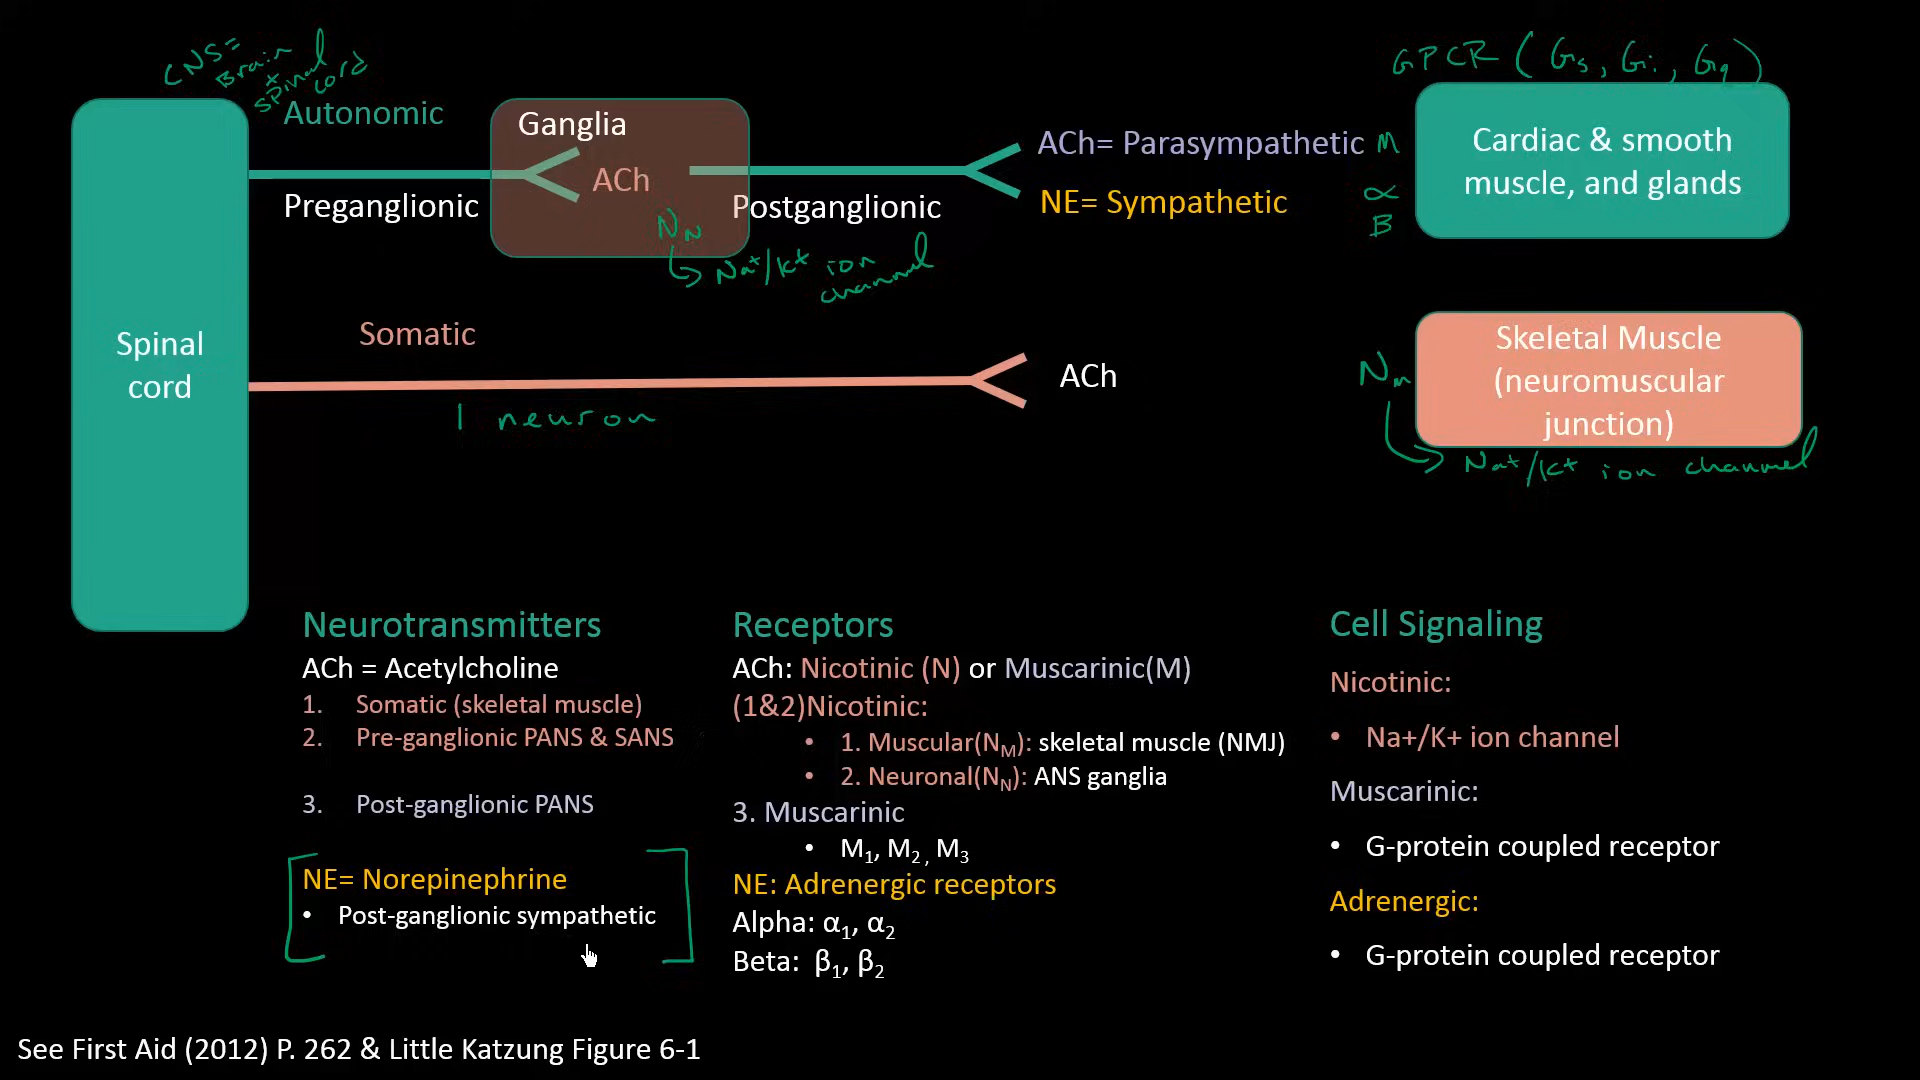 CNS=
Brain
+
spinal
cord
Autonomic
Ganglia
ACh
Preganglionic
Postganglionic
N_N
Na+/K+ ion
channel
ACh= Parasympathetic
NE= Sympathetic
M
∝
B
GPCR (Gs, Gi, Gq)
Cardiac & smooth
muscle, and glands
Spinal
cord
Somatic
1 neuron
ACh
N_m
Skeletal Muscle
(neuromuscular
junction)
Na+/K+ ion channel
Neurotransmitters
ACh = Acetylcholine
1. Somatic (skeletal muscle)
2. Pre-ganglionic PANS & SANS
3. Post-ganglionic PANS
NE= Norepinephrine
• Post-ganglionic sympathetic
Receptors
ACh: Nicotinic (N) or Muscarinic(M)
(1&2)Nicotinic:
• 1. Muscular(N_M): skeletal muscle (NMJ)
• 2. Neuronal(N_N): ANS ganglia
3. Muscarinic
• M₁, M₂, M₃
NE: Adrenergic receptors
Alpha: α₁, α₂
Beta: β₁, β₂
Cell Signaling
Nicotinic:
• Na+/K+ ion channel
Muscarinic:
• G-protein coupled receptor
Adrenergic:
• G-protein coupled receptor
See First Aid (2012) P. 262 & Little Katzung Figure 6-1